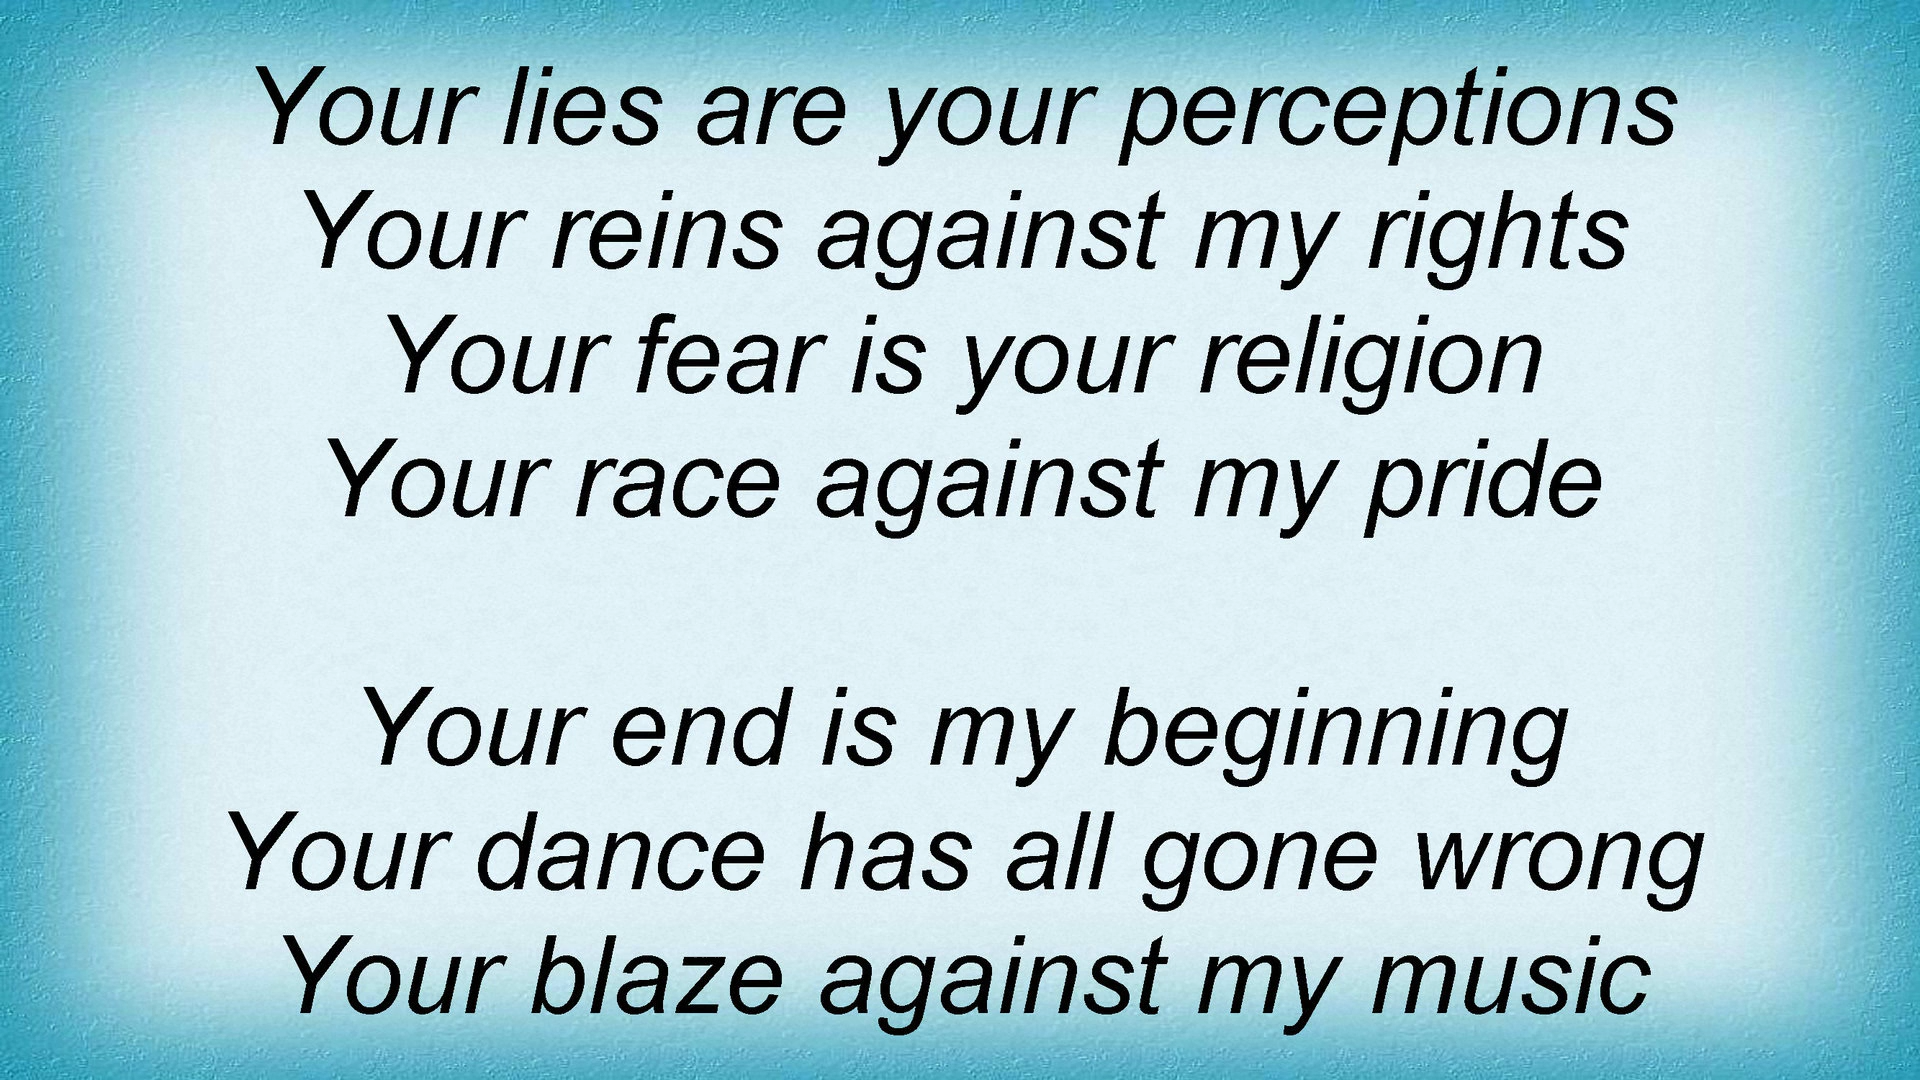 Your lies are your perceptions
Your reins against my rights
Your fear is your religion
Your race against my pride
Your end is my beginning
Your dance has all gone wrong
Your blaze against my music